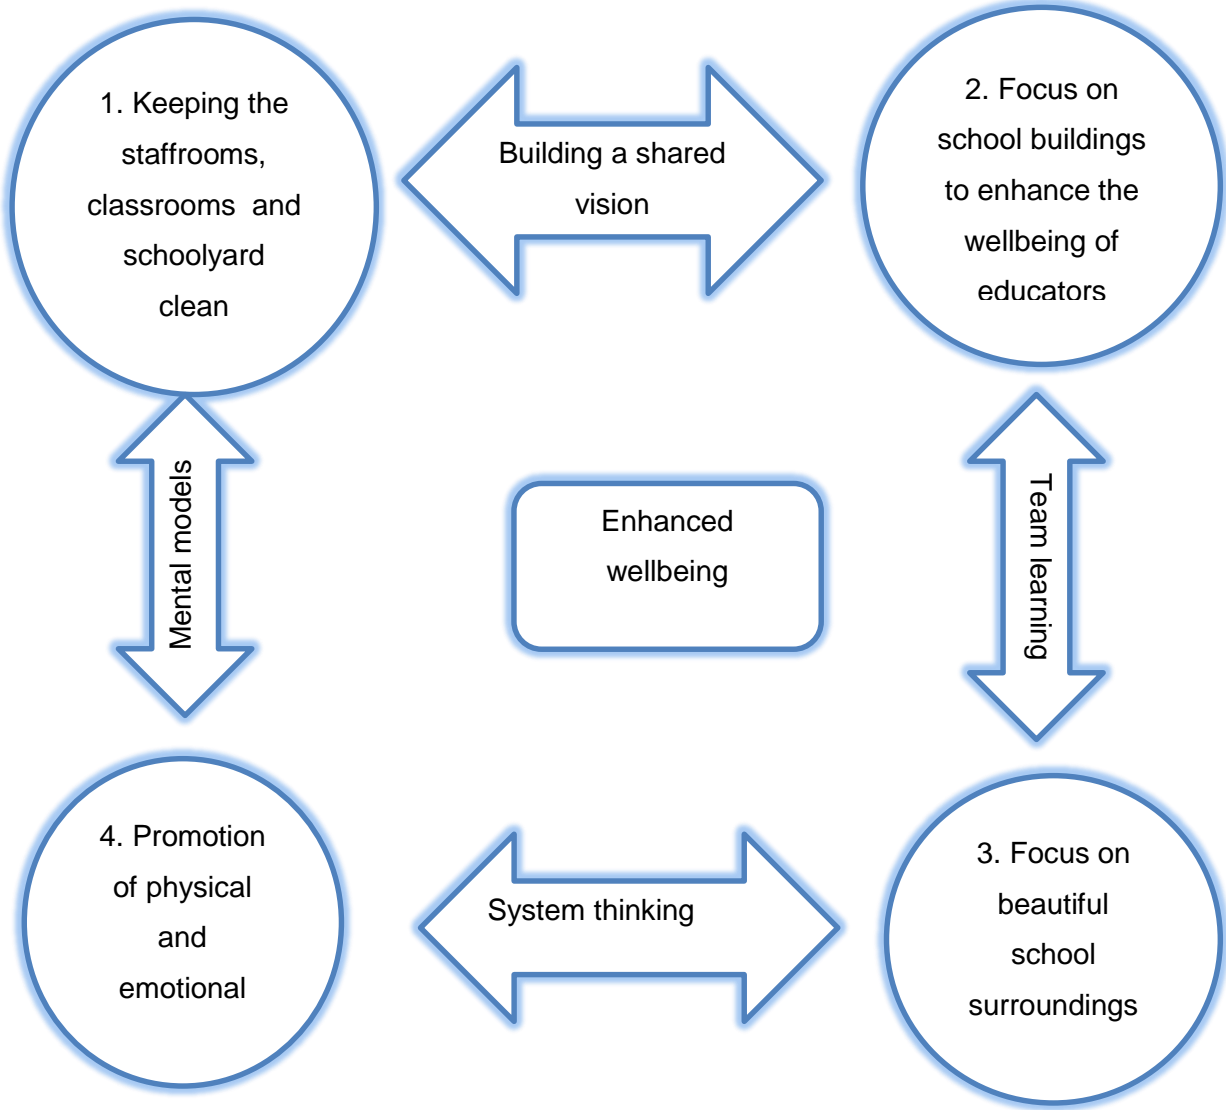 1. Keeping the
staffrooms,
classrooms and
schoolyard
clean
Building a shared
vision
2. Focus on
school buildings
to enhance the
wellbeing of
educators
Mental models
Enhanced
wellbeing
Team learning
4. Promotion
of physical
and
emotional
System thinking
3. Focus on
beautiful
school
surroundings